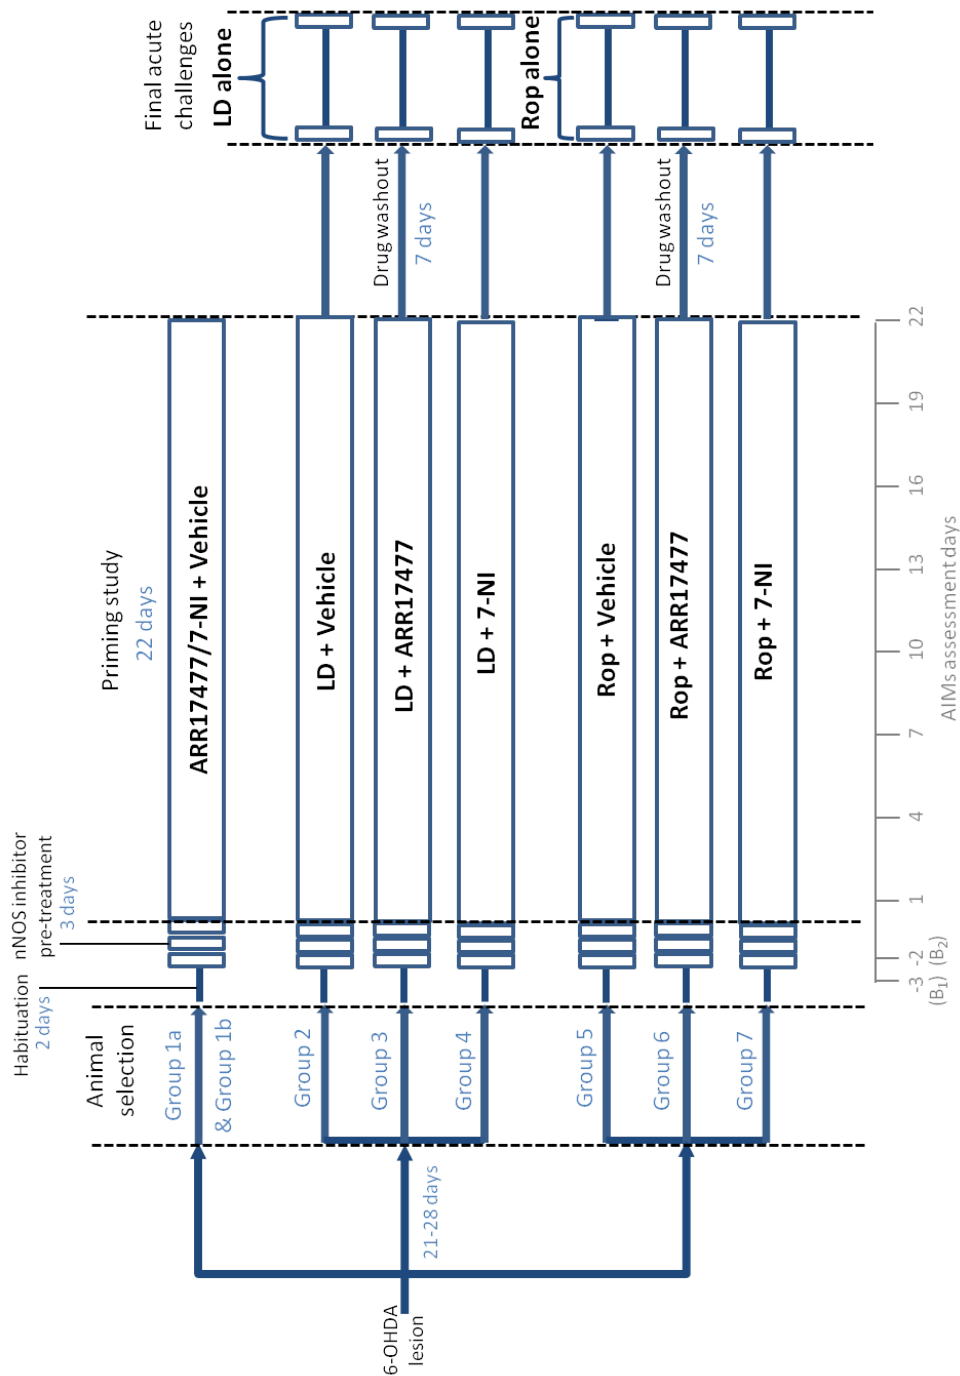 6-OHDA
lesion
21-28 days
Animal
selection
Group 1a
& Group 1b
Group 2
Group 3
Group 4
Group 5
Group 6
Group 7
Habituation
2 days
nNOS inhibitor
pre-treatment
3 days
Priming study
22 days
ARR17477/7-NI + Vehicle
LD + Vehicle
LD + ARR17477
LD + 7-NI
Rop + Vehicle
Rop + ARR17477
Rop + 7-NI
Drug washout
7 days
Drug washout
7 days
Final acute
challenges
LD alone
Rop alone
-3 -2 1 4 7 10 13 16 19 22
(B₁) (B₂)
AIMs assessment days